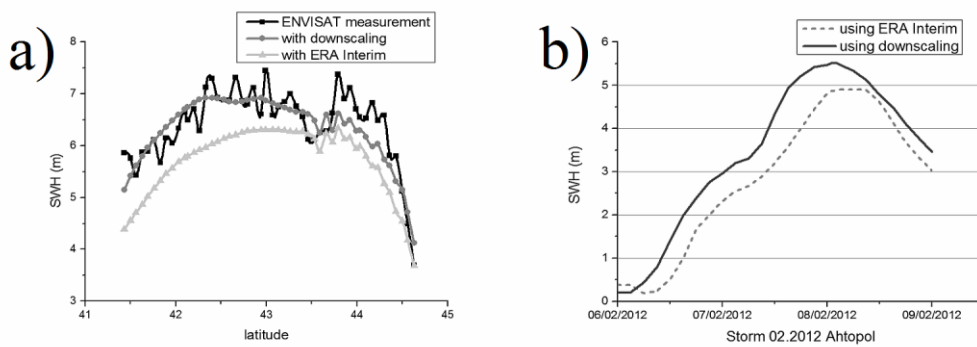 a)
ENVISAT measurement
with downscaling
with ERA Interim
8
7
6
5
4
3
SWH (m)
41 42 43 44 45
latitude
b)
using ERA Interim
using downscaling
6
5
4
3
2
1
0
SWH (m)
06/02/2012 07/02/2012 08/02/2012 09/02/2012
Storm 02.2012 Ahtopol